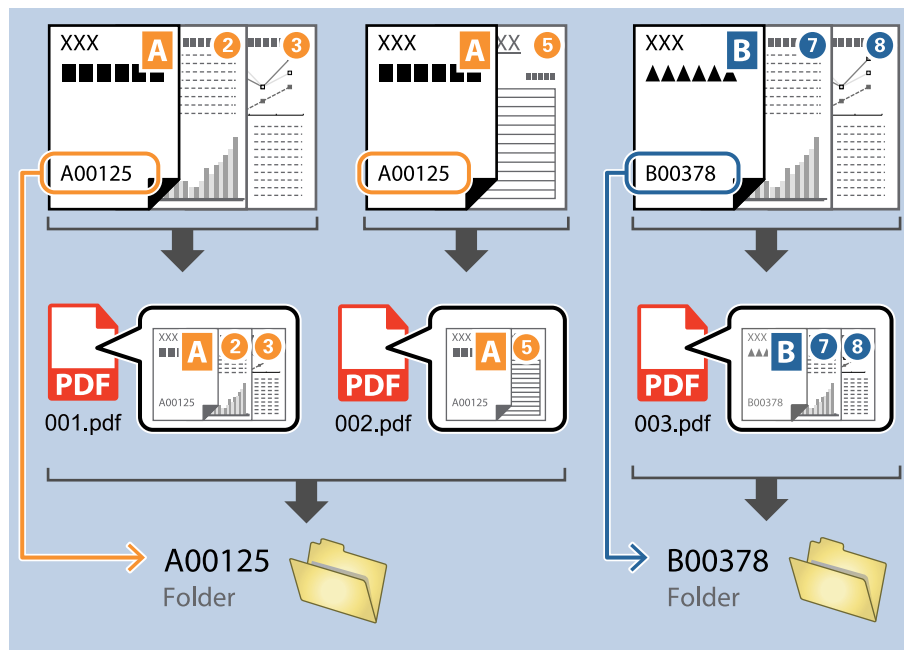 XXX A 2 3
A00125
XXX A XX 5
A00125
XXX B 7 8
B00378
PDF
001.pdf
XXX A 2 3
A00125
PDF
002.pdf
XXX A 5
A00125
PDF
003.pdf
XXX B 7 8
B00378
A00125
Folder
B00378
Folder